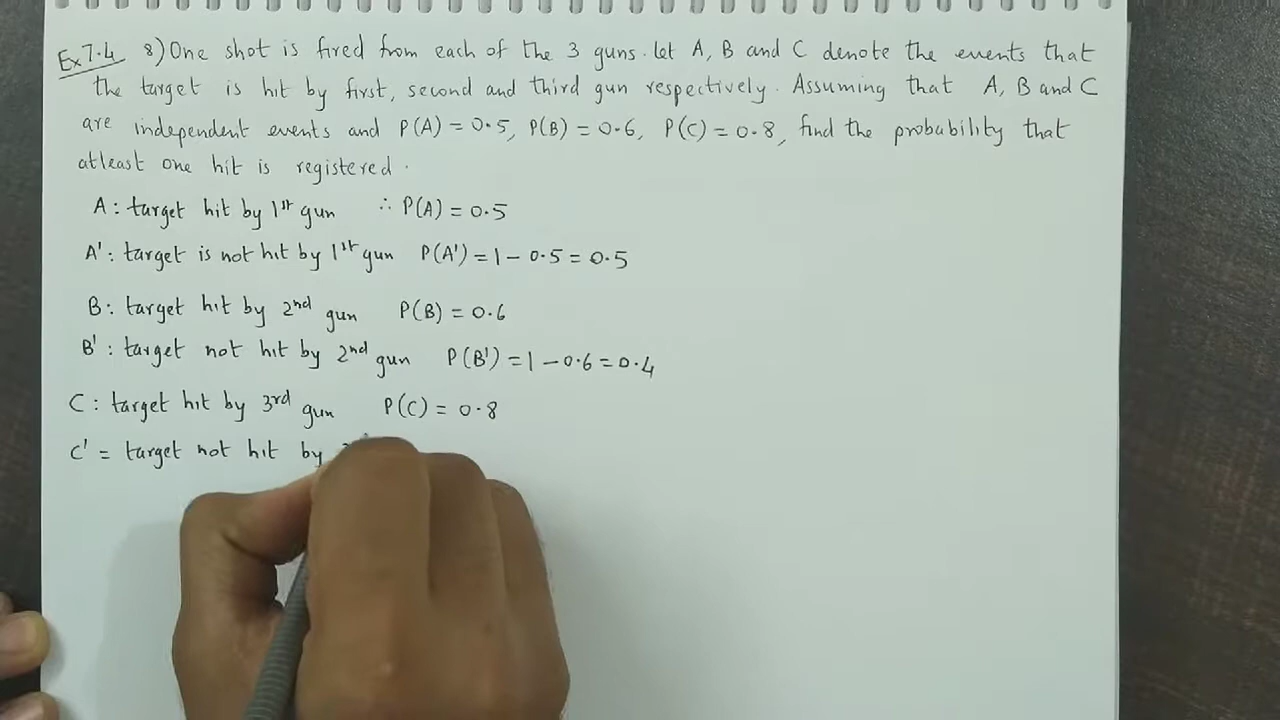 Ex 7.4 8) One shot is fired from each of the 3 guns. let A, B and C denote the events that
the target is hit by first, second and third gun respectively. Assuming that A, B and C
are independent events and P(A) = 0.5, P(B) = 0.6, P(C) = 0.8, find the probability that
atleast one hit is registered.
A : target hit by 1st gun ∴ P(A) = 0.5
A' : target is not hit by 1st gun P(A') = 1 - 0.5 = 0.5
B : target hit by 2nd gun P(B) = 0.6
B' : target not hit by 2nd gun P(B') = 1 - 0.6 = 0.4
C : target hit by 3rd gun P(C) = 0.8
C' = target not hit by